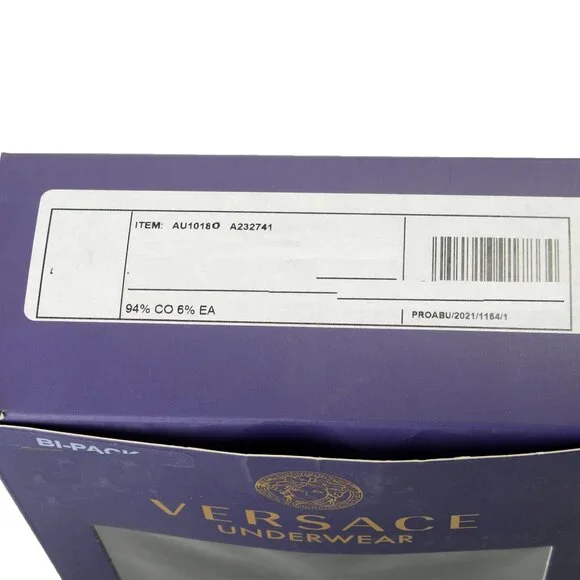 ITEM: AU10180 A232741
94% CO 6% EA
PROABU/2021/1164/1
BI-PACK
VERSACE
UNDERWEAR